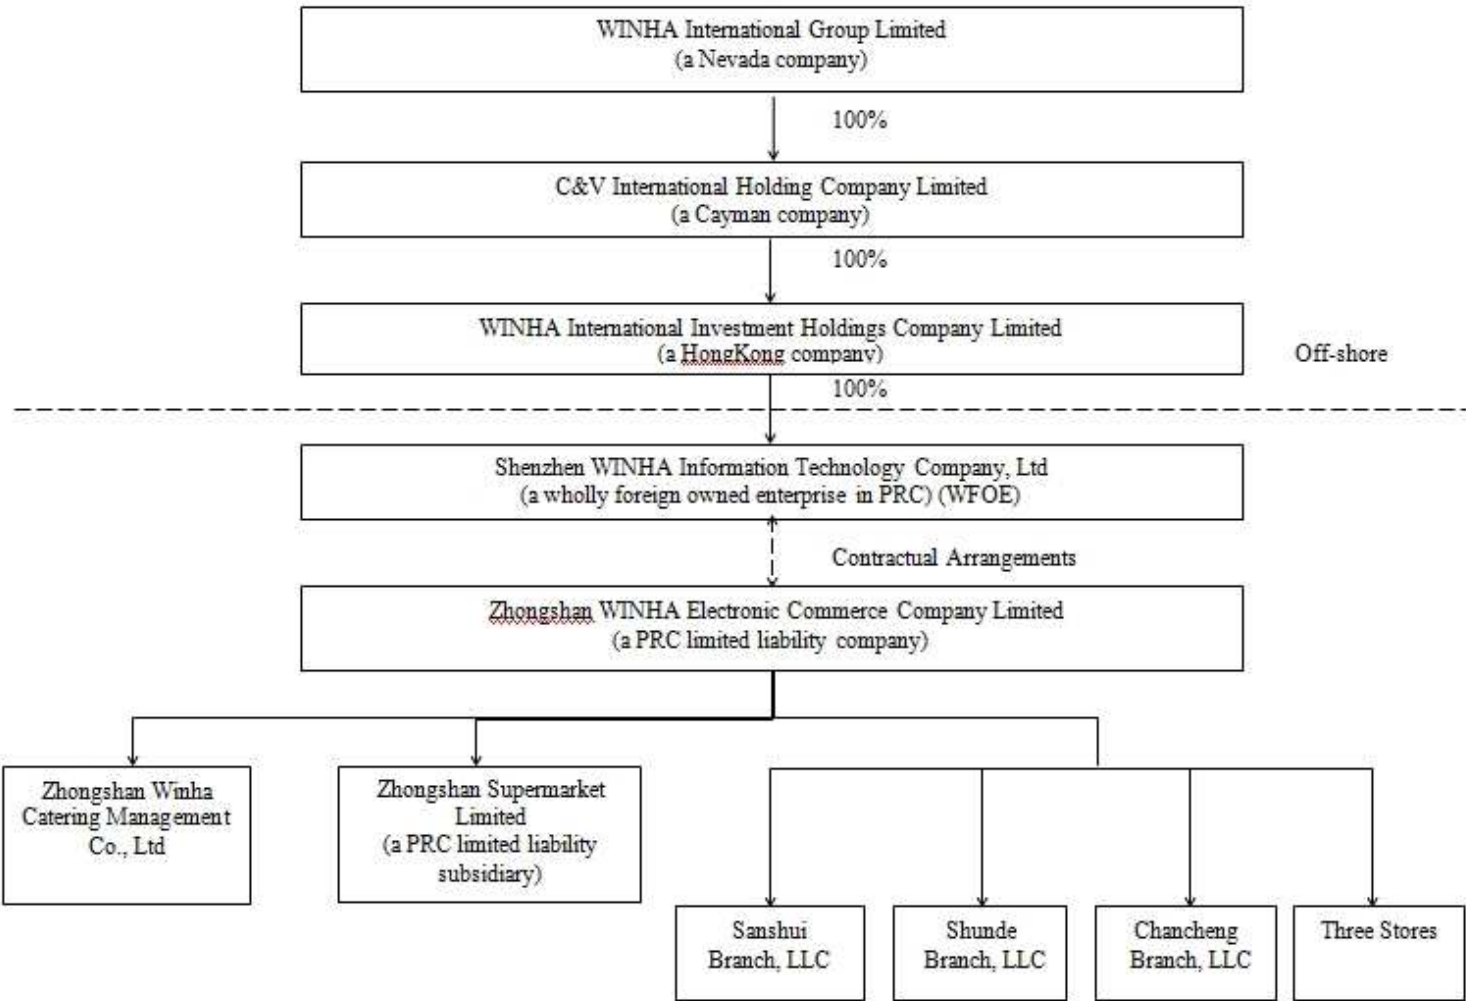 WINHA International Group Limited
(a Nevada company)
100%
C&V International Holding Company Limited
(a Cayman company)
100%
WINHA International Investment Holdings Company Limited
(a HongKong company)
Off-shore
100%
Shenzhen WINHA Information Technology Company, Ltd
(a wholly foreign owned enterprise in PRC) (WFOE)
Contractual Arrangements
Zhongshan WINHA Electronic Commerce Company Limited
(a PRC limited liability company)
Zhongshan Winha
Catering Management
Co., Ltd
Zhongshan Supermarket
Limited
(a PRC limited liability
subsidiary)
Sanshui
Branch, LLC
Shunde
Branch, LLC
Chancheng
Branch, LLC
Three Stores